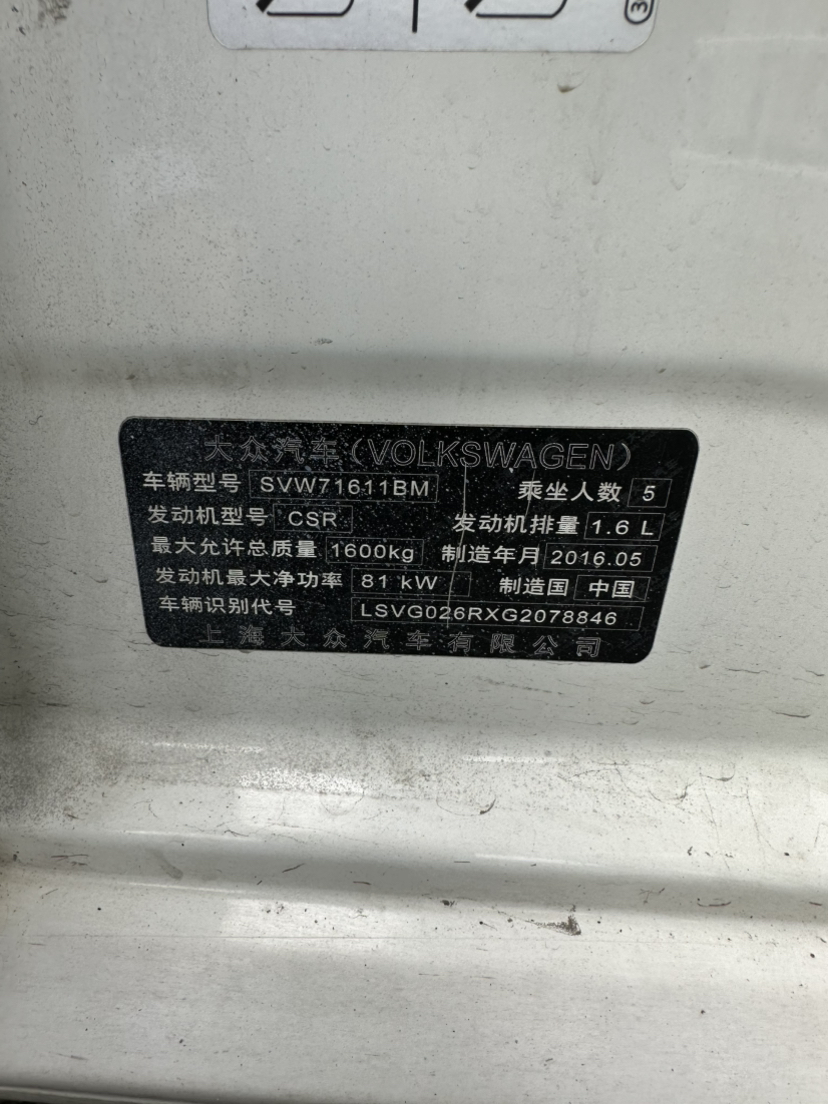 3
大众汽车(VOLKSWAGEN)
车辆型号 SVW71611BM 乘坐人数 5
发动机型号 CSR 发动机排量 1.6 L
最大允许总质量 1600kg 制造年月 2016.05
发动机最大净功率 81 kW 制造国 中国
车辆识别代号 LSVG026RXG2078846
上海大众汽车有限公司